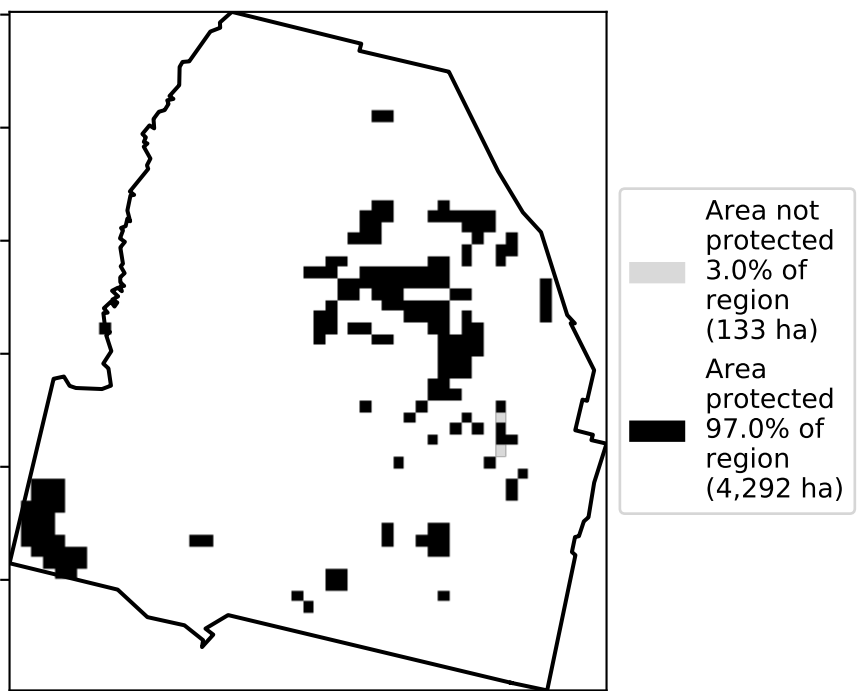 Area not
protected
3.0% of
region
(133 ha)
Area
protected
97.0% of
region
(4,292 ha)